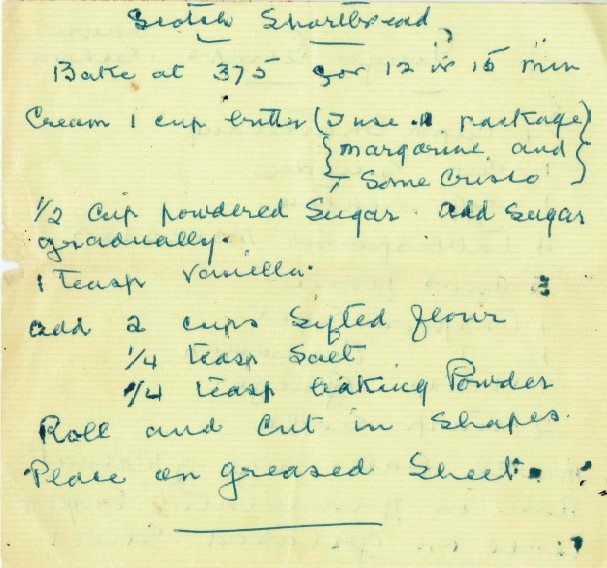 Scotch Shortbread
Bake at 375 for 12 or 15 min
Cream 1 cup butter (I use 1 package
margarine and
Some Crisco)
1/2 Cup powdered Sugar. add Sugar
gradually.
1 teasp Vanilla.
add 2 cups Sifted flour
1/4 teasp Salt
1/4 teasp baking Powder
Roll and Cut in Shapes.
Place on greased Sheet.